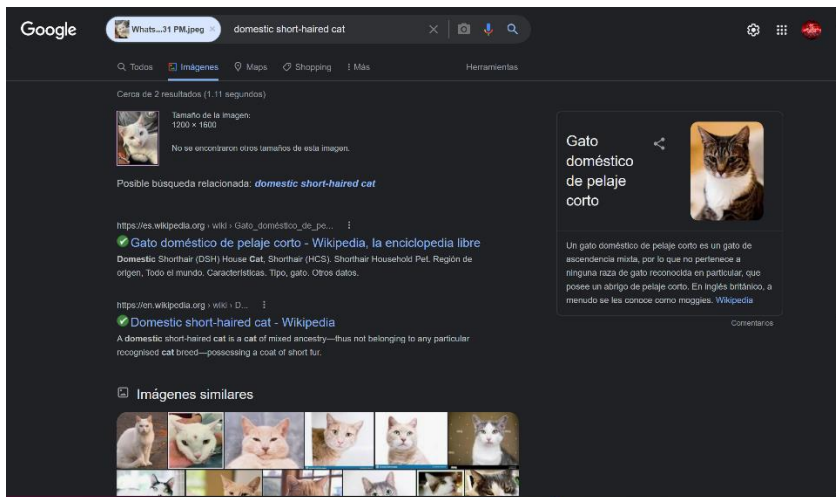 Google
Whats...31 PM.jpeg ×
domestic short-haired cat
Todos
Imágenes
Maps
Shopping
Más
Herramientas
Cerca de 2 resultados (1.11 segundos)
Tamaño de la imagen:
1200 × 1600
No se encontraron otros tamaños de esta imagen.
Posible búsqueda relacionada: domestic short-haired cat
https://es.wikipedia.org › wiki › Gato_doméstico_de_pe...
Gato doméstico de pelaje corto - Wikipedia, la enciclopedia libre
Domestic Shorthair (DSH) House Cat, Shorthair (HCS). Shorthair Household Pet. Región de
origen, Todo el mundo. Características. Tipo, gato. Otros datos.
https://en.wikipedia.org › wiki › D...
Domestic short-haired cat - Wikipedia
A domestic short-haired cat is a cat of mixed ancestry—thus not belonging to any particular
recognised cat breed—possessing a coat of short fur.
Imágenes similares
Gato
doméstico
de pelaje
corto
Un gato doméstico de pelaje corto es un gato de
ascendencia mixta, por lo que no pertenece a
ninguna raza de gato reconocida en particular, que
posee un abrigo de pelaje corto. En inglés británico, a
menudo se les conoce como moggies. Wikipedia
Comentarios